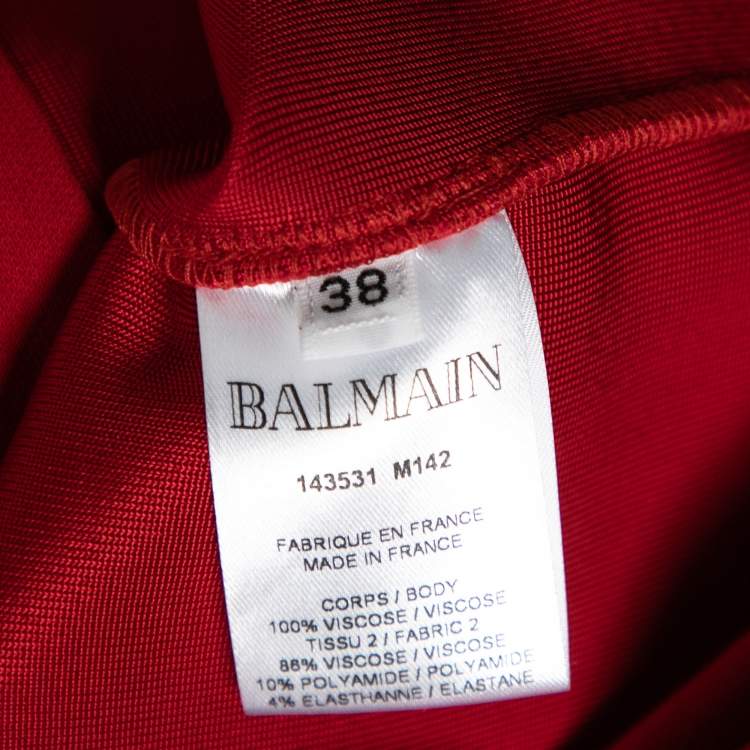 38
BALMAIN
143531 M142
FABRIQUE EN FRANCE
MADE IN FRANCE
CORPS / BODY
100% VISCOSE / VISCOSE
TISSU 2 / FABRIC 2
86% VISCOSE / VISCOSE
10% POLYAMIDE / POLYAMIDE
4% ELASTHANNE / ELASTANE